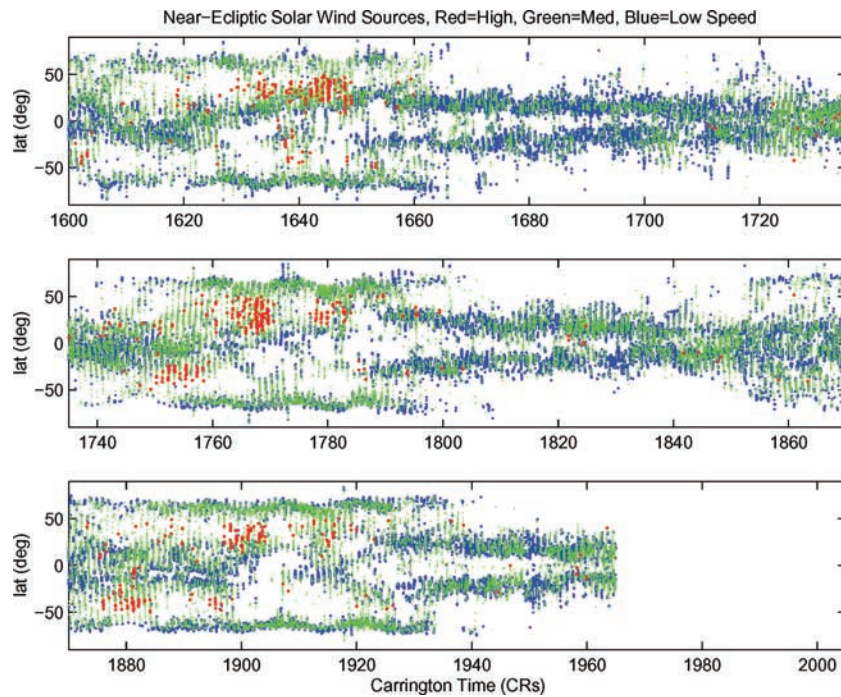 Near-Ecliptic Solar Wind Sources, Red=High, Green=Med, Blue=Low Speed
lat (deg)
50
0
-50
1600 1620 1640 1660 1680 1700 1720
lat (deg)
50
0
-50
1740 1760 1780 1800 1820 1840 1860
lat (deg)
50
0
-50
1880 1900 1920 1940 1960 1980 2000
Carrington Time (CRs)